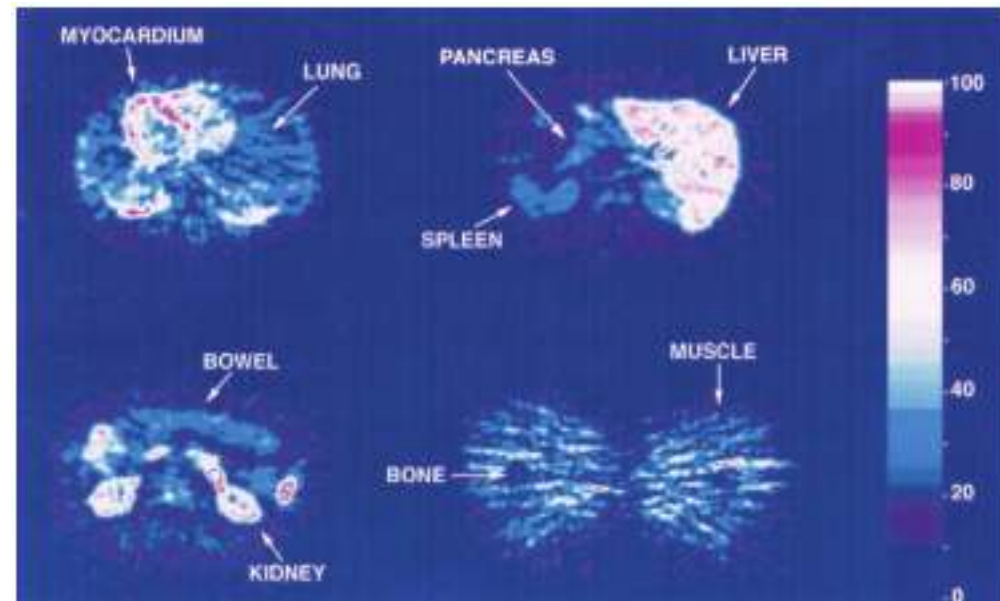 MYOCARDIUM
LUNG
PANCREAS
LIVER
SPLEEN
100
80
60
40
20
0
BOWEL
MUSCLE
BONE
KIDNEY